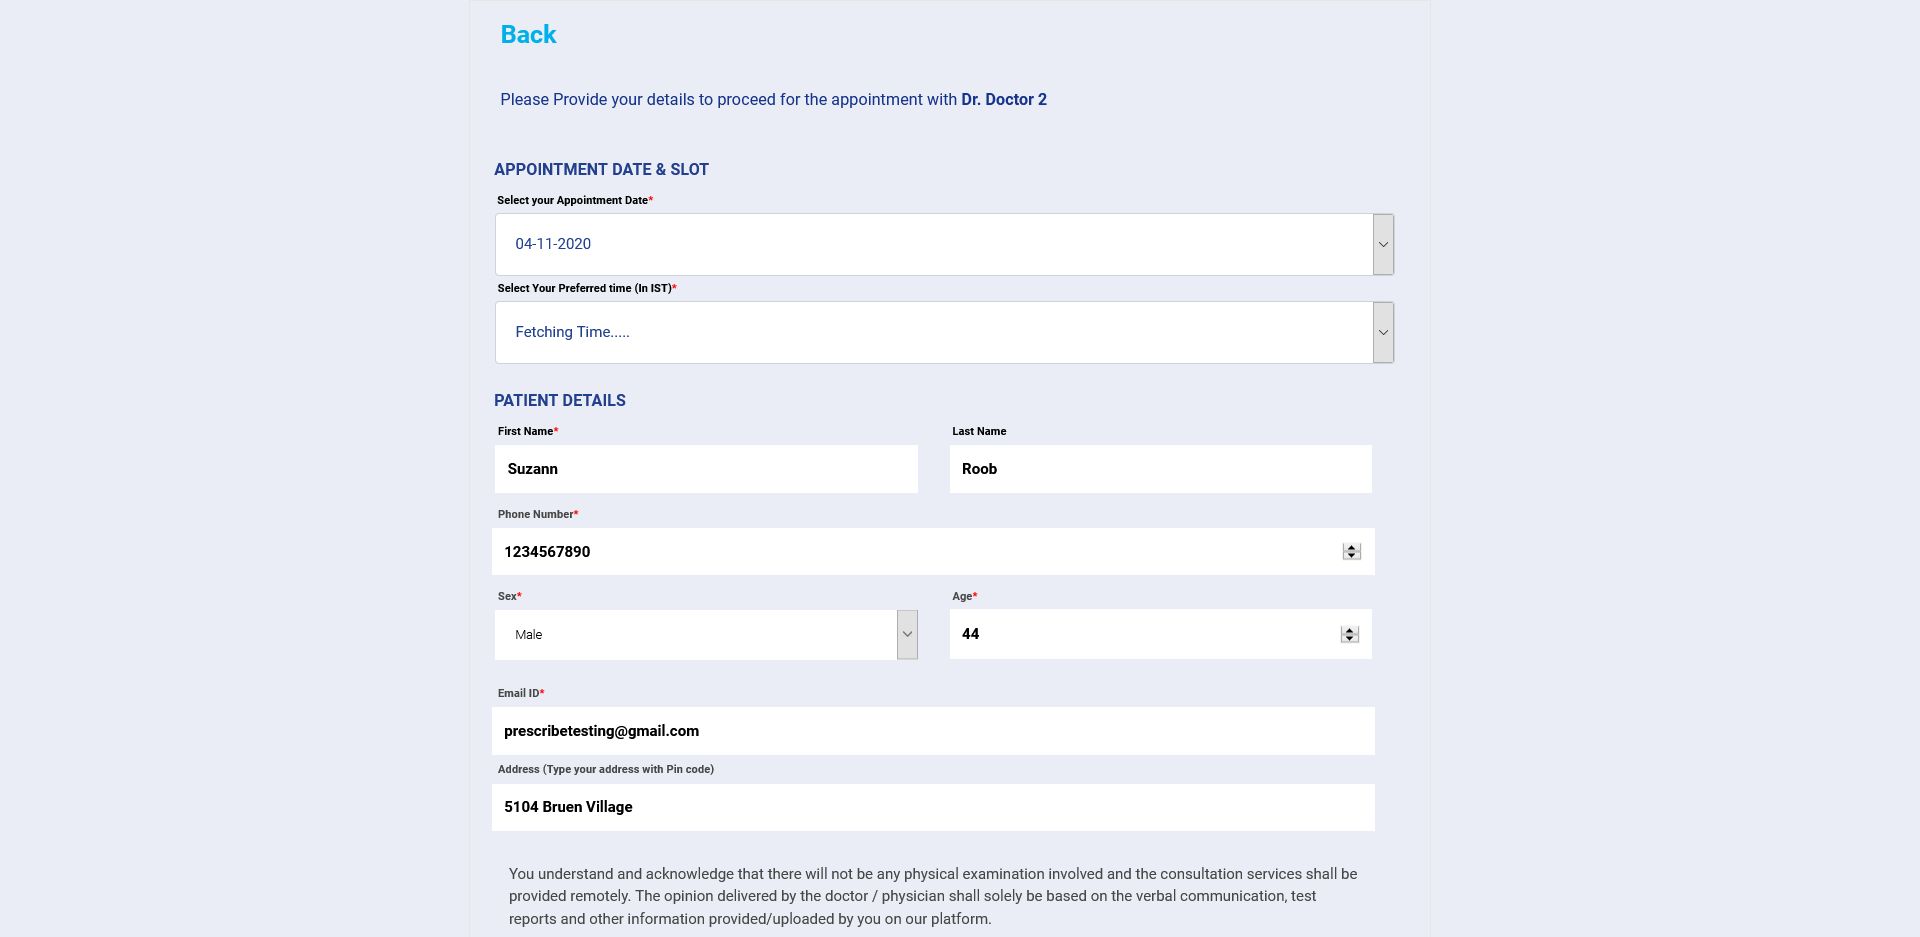 Back
Please Provide your details to proceed for the appointment with Dr. Doctor 2
APPOINTMENT DATE & SLOT
Select your Appointment Date*
04-11-2020
Select Your Preferred time (In IST)*
Fetching Time.....
PATIENT DETAILS
First Name* Last Name
Suzann Roob
Phone Number*
1234567890
Sex* Age*
Male 44
Email ID*
prescribetesting@gmail.com
Address (Type your address with Pin code)
5104 Bruen Village
You understand and acknowledge that there will not be any physical examination involved and the consultation services shall be
provided remotely. The opinion delivered by the doctor / physician shall solely be based on the verbal communication, test
reports and other information provided/uploaded by you on our platform.